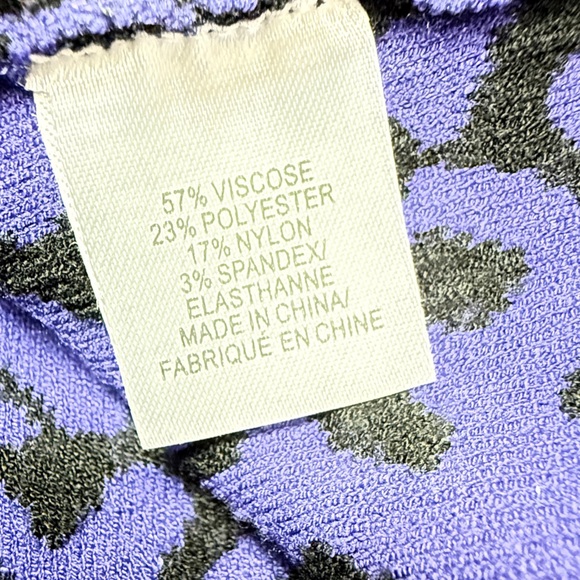 57% VISCOSE
23% POLYESTER
17% NYLON
3% SPANDEX/
ELASTHANNE
MADE IN CHINA/
FABRIQUÉ EN CHINE